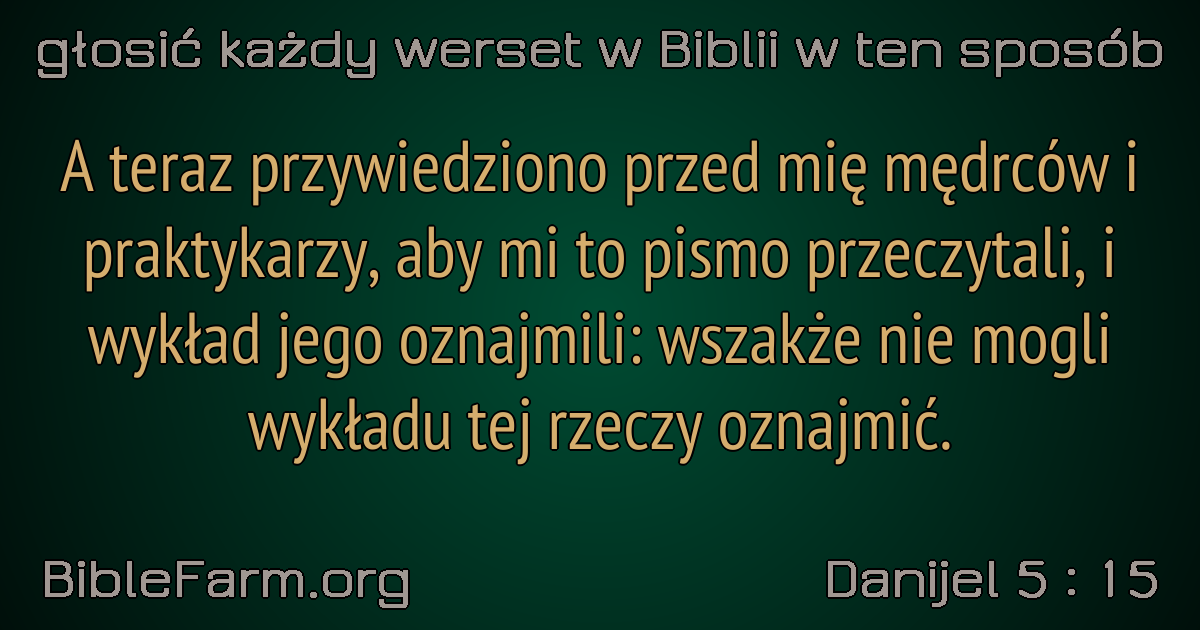 głosić każdy werset w Biblii w ten sposób
A teraz przywiedziono przed mię mędrców i
praktykarzy, aby mi to pismo przeczytali, i
wykład jego oznajmili: wszakże nie mogli
wykładu tej rzeczy oznajmić.
BibleFarm.org
Danijel 5 : 15